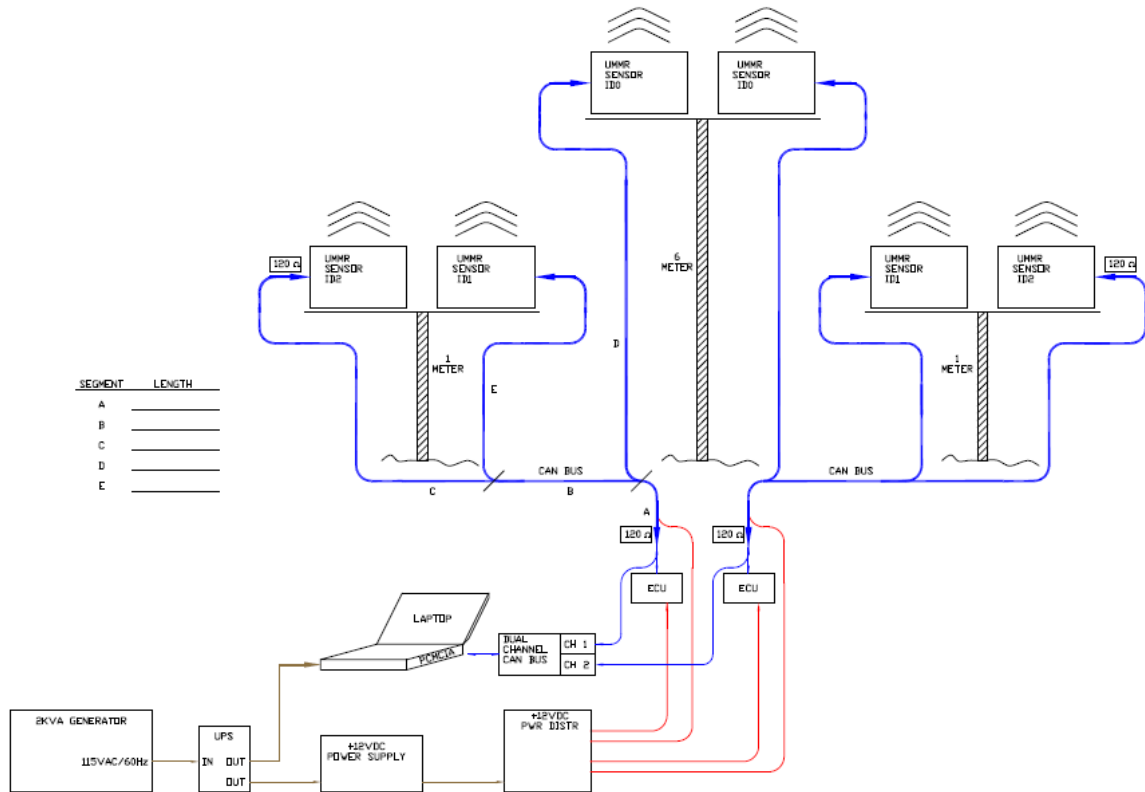 UMMR
SENSOR
ID0
UMMR
SENSOR
ID0
120 Ω
UMMR
SENSOR
ID2
UMMR
SENSOR
ID1
6
METER
UMMR
SENSOR
ID1
UMMR
SENSOR
ID2
120 Ω
1
METER
D
1
METER
SEGMENT LENGTH
A
B
C
D
E
E
CAN BUS
CAN BUS
C
B
A
120 Ω
120 Ω
ECU
ECU
LAPTOP
PCMCIA
DUAL
CHANNEL
CAN BUS
CH 1
CH 2
2KVA GENERATOR
115VAC/60Hz
UPS
IN OUT
OUT
+12VDC
POWER SUPPLY
+12VDC
PWR DISTR